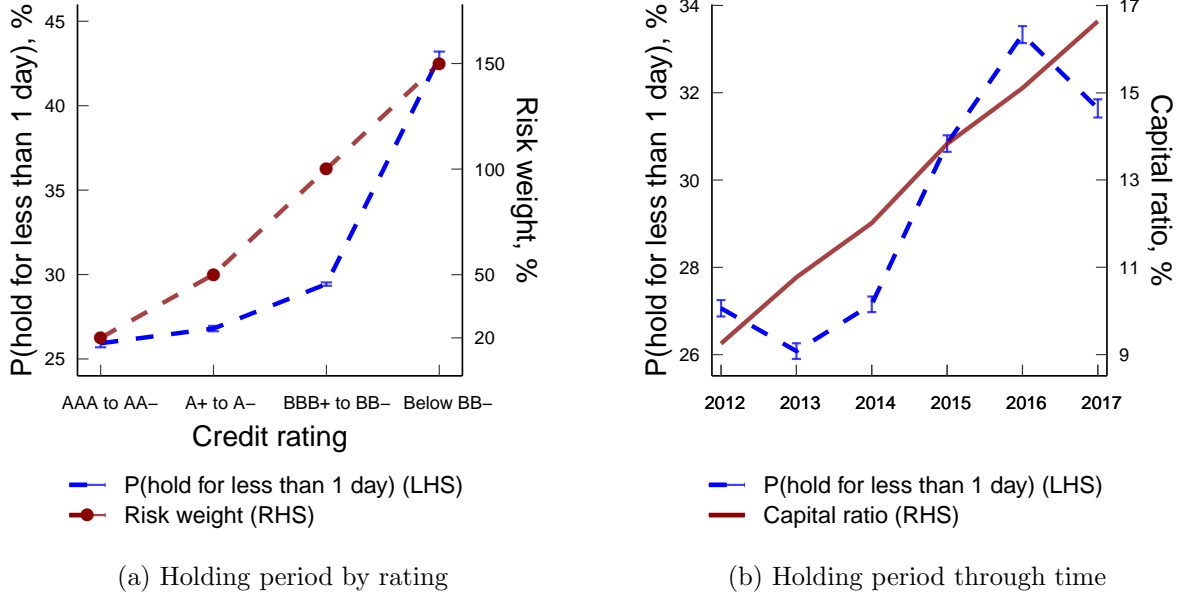 P(hold for less than 1 day), %
45
40
35
30
25
150
100
50
20
Risk weight, %
AAA to AA−
A+ to A−
BBB+ to BB−
Below BB−
Credit rating
P(hold for less than 1 day) (LHS)
Risk weight (RHS)
(a) Holding period by rating
P(hold for less than 1 day), %
34
32
30
28
26
17
15
13
11
9
Capital ratio, %
2012
2013
2014
2015
2016
2017
P(hold for less than 1 day) (LHS)
Capital ratio (RHS)
(b) Holding period through time